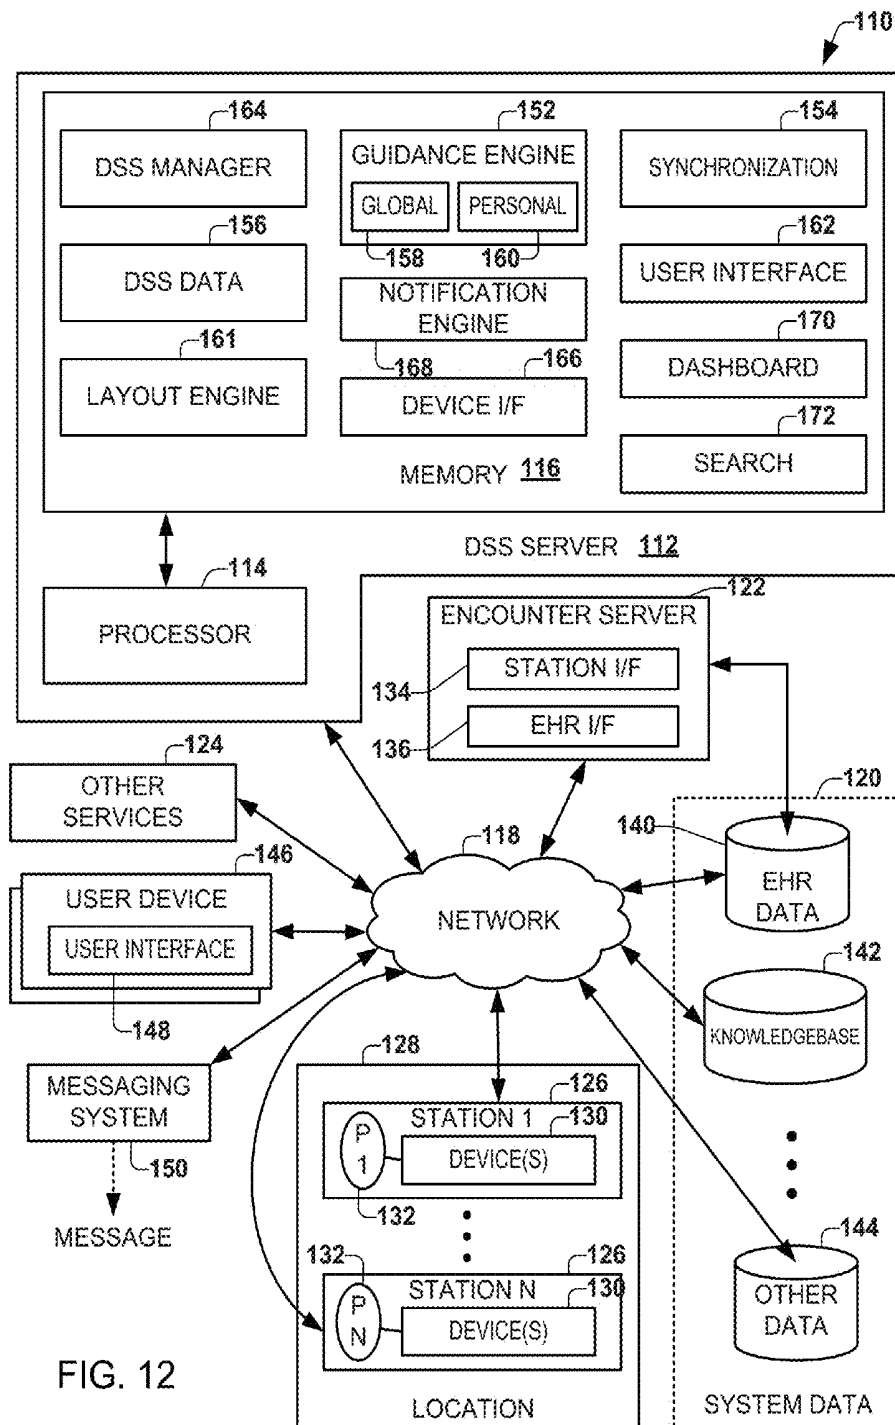 110
164
152
154
DSS MANAGER
GUIDANCE ENGINE
SYNCHRONIZATION
GLOBAL
PERSONAL
156
158
160
162
DSS DATA
NOTIFICATION
ENGINE
USER INTERFACE
161
168
166
170
LAYOUT ENGINE
DEVICE I/F
DASHBOARD
172
MEMORY 116
SEARCH
DSS SERVER 112
114
122
PROCESSOR
ENCOUNTER SERVER
134
STATION I/F
136
EHR I/F
124
120
OTHER
SERVICES
118
140
146
EHR
DATA
USER DEVICE
NETWORK
USER INTERFACE
142
148
KNOWLEDGEBASE
128
MESSAGING
SYSTEM
126
STATION 1
130
P
1
DEVICE(S)
150
132
MESSAGE
132
126
144
STATION N
130
P
N
DEVICE(S)
OTHER
DATA
FIG. 12
LOCATION
SYSTEM DATA